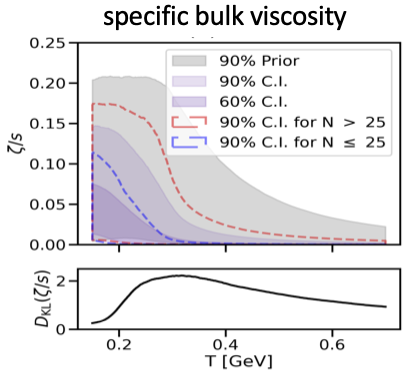 specific bulk viscosity
0.25
0.20
0.15
0.10
0.05
0.00
ζ/s
90% Prior
90% C.I.
60% C.I.
90% C.I. for N > 25
90% C.I. for N ≤ 25
2
0
D_KL(ζ/s)
0.2 0.4 0.6
T [GeV]